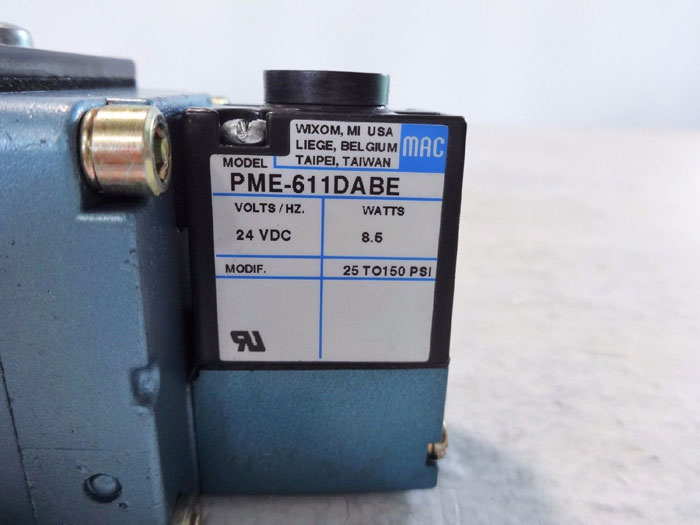 WIXOM, MI USA
LIEGE, BELGIUM
TAIPEI, TAIWAN
MAC
MODEL
PME-611DABE
VOLTS/HZ. WATTS
24 VDC 8.5
MODIF. 25 TO150 PSI